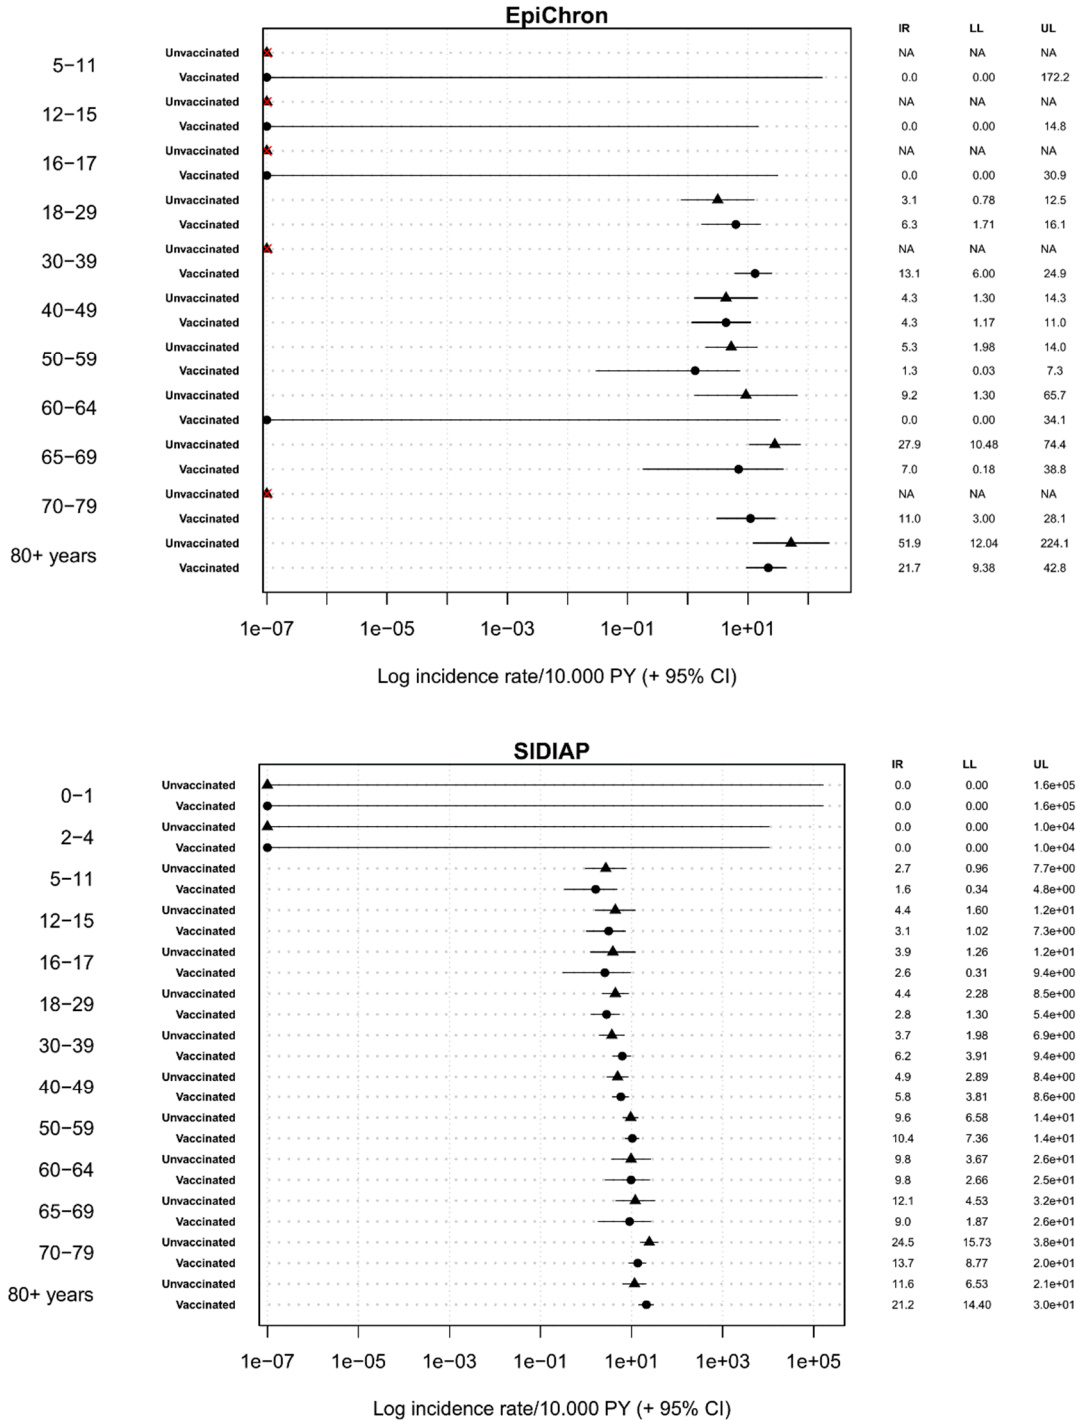 EpiChron
IR LL UL
Unvaccinated NA NA NA
5−11
Vaccinated 0.0 0.00 172.2
Unvaccinated NA NA NA
12−15
Vaccinated 0.0 0.00 14.8
Unvaccinated NA NA NA
16−17
Vaccinated 0.0 0.00 30.9
Unvaccinated 3.1 0.78 12.5
18−29
Vaccinated 6.3 1.71 16.1
Unvaccinated NA NA NA
30−39
Vaccinated 13.1 6.00 24.9
Unvaccinated 4.3 1.30 14.3
40−49
Vaccinated 4.3 1.17 11.0
Unvaccinated 5.3 1.98 14.0
50−59
Vaccinated 1.3 0.03 7.3
Unvaccinated 9.2 1.30 65.7
60−64
Vaccinated 0.0 0.00 34.1
Unvaccinated 27.9 10.48 74.4
65−69
Vaccinated 7.0 0.18 38.8
Unvaccinated NA NA NA
70−79
Vaccinated 11.0 3.00 28.1
Unvaccinated 51.9 12.04 224.1
80+ years
Vaccinated 21.7 9.38 42.8
1e−07 1e−05 1e−03 1e−01 1e+01
Log incidence rate/10.000 PY (+ 95% CI)
SIDIAP
IR LL UL
Unvaccinated 0.0 0.00 1.6e+05
0−1
Vaccinated 0.0 0.00 1.6e+05
Unvaccinated 0.0 0.00 1.0e+04
2−4
Vaccinated 0.0 0.00 1.0e+04
Unvaccinated 2.7 0.96 7.7e+00
5−11
Vaccinated 1.6 0.34 4.8e+00
Unvaccinated 4.4 1.60 1.2e+01
12−15
Vaccinated 3.1 1.02 7.3e+00
Unvaccinated 3.9 1.26 1.2e+01
16−17
Vaccinated 2.6 0.31 9.4e+00
Unvaccinated 4.4 2.28 8.5e+00
18−29
Vaccinated 2.8 1.30 5.4e+00
Unvaccinated 3.7 1.98 6.9e+00
30−39
Vaccinated 6.2 3.91 9.4e+00
Unvaccinated 4.9 2.89 8.4e+00
40−49
Vaccinated 5.8 3.81 8.6e+00
Unvaccinated 9.6 6.58 1.4e+01
50−59
Vaccinated 10.4 7.36 1.4e+01
Unvaccinated 9.8 3.67 2.6e+01
60−64
Vaccinated 9.8 2.66 2.5e+01
Unvaccinated 12.1 4.53 3.2e+01
65−69
Vaccinated 9.0 1.87 2.6e+01
Unvaccinated 24.5 15.73 3.8e+01
70−79
Vaccinated 13.7 8.77 2.0e+01
Unvaccinated 11.6 6.53 2.1e+01
80+ years
Vaccinated 21.2 14.40 3.0e+01
1e−07 1e−05 1e−03 1e−01 1e+01 1e+03 1e+05
Log incidence rate/10.000 PY (+ 95% CI)